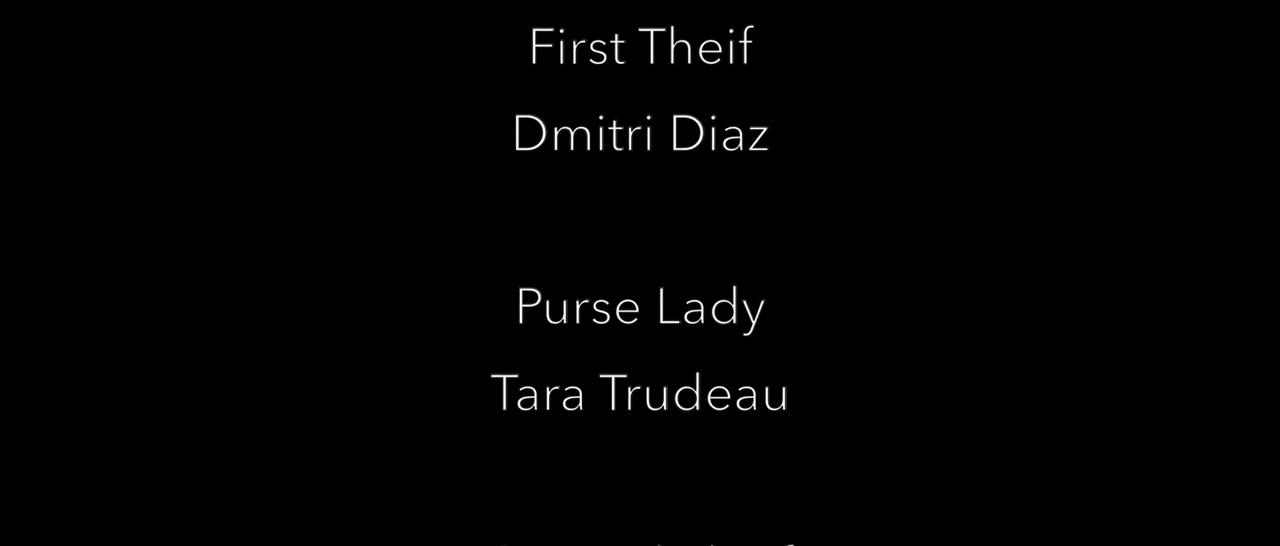 First Theif
Dmitri Diaz
Purse Lady
Tara Trudeau